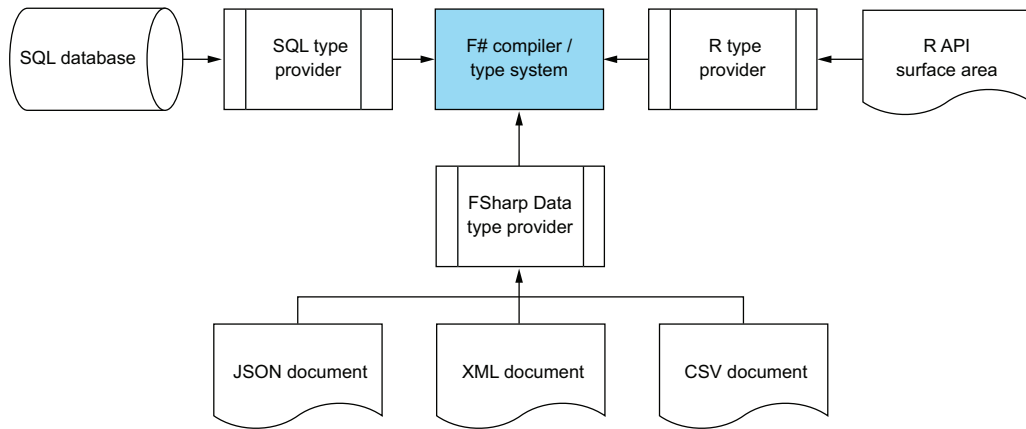 SQL database
SQL type
provider
F# compiler /
type system
R type
provider
R API
surface area
FSharp Data
type provider
JSON document
XML document
CSV document